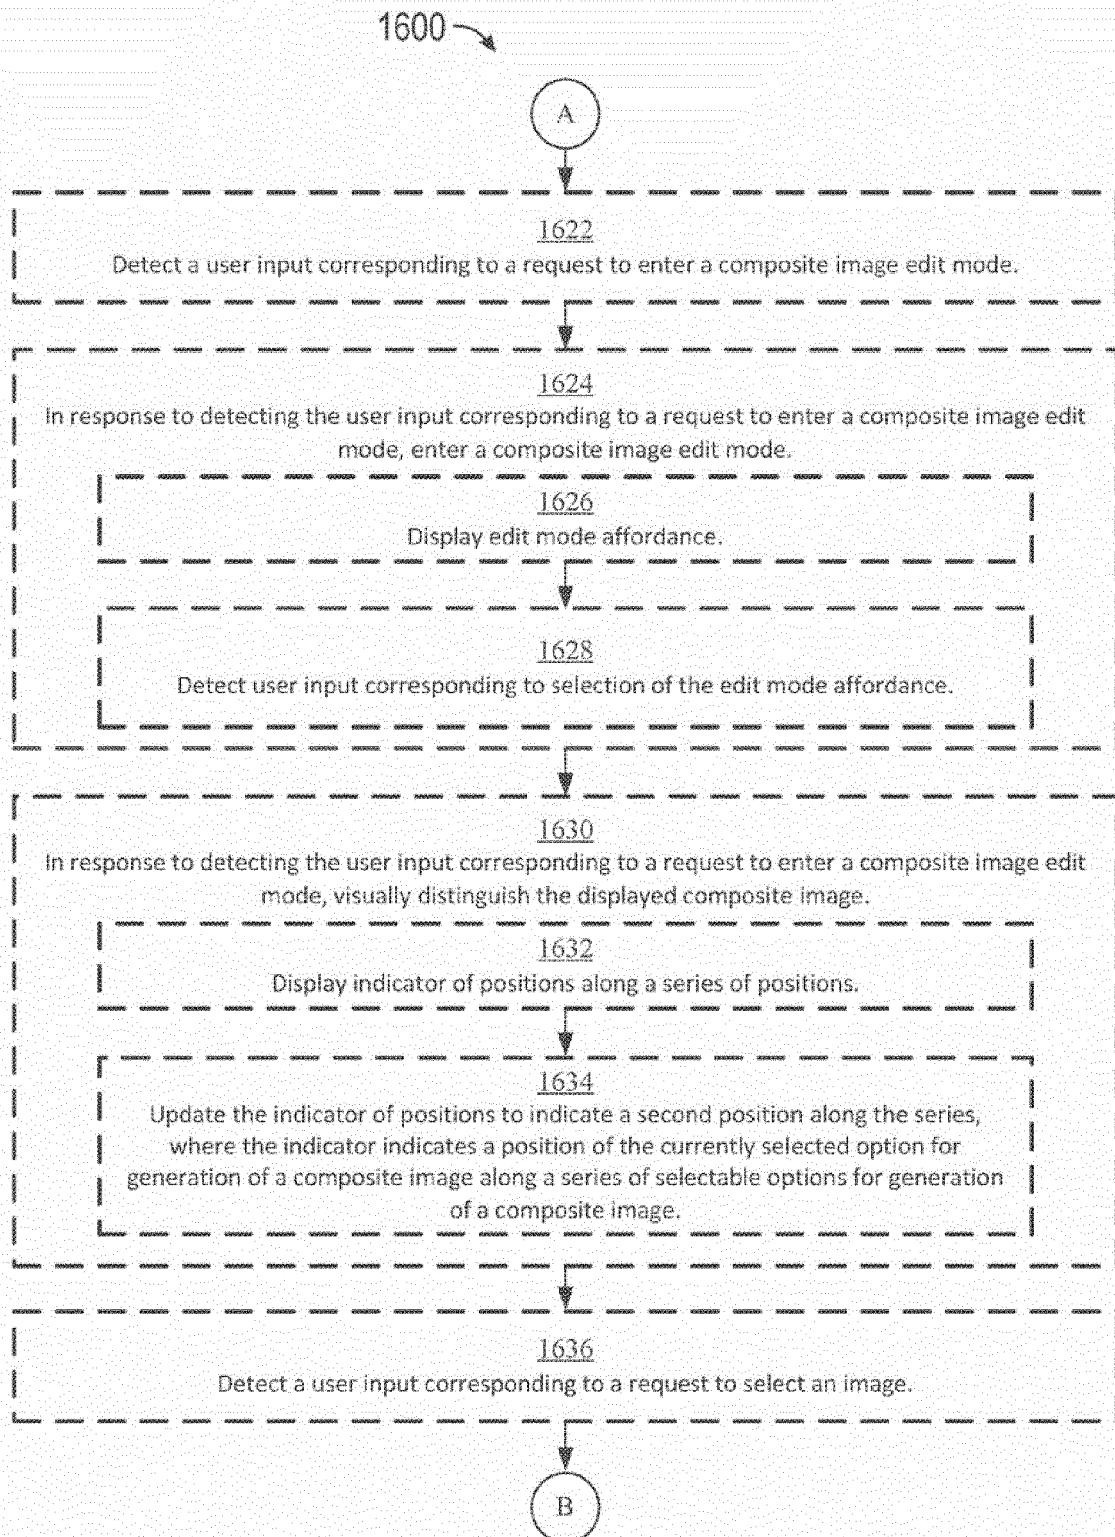 1600
A
1622
Detect a user input corresponding to a request to enter a composite image edit mode.
1624
In response to detecting the user input corresponding to a request to enter a composite image edit
mode, enter a composite image edit mode.
1626
Display edit mode affordance.
1628
Detect user input corresponding to selection of the edit mode affordance.
1630
In response to detecting the user input corresponding to a request to enter a composite image edit
mode, visually distinguish the displayed composite image.
1632
Display indicator of positions along a series of positions.
1634
Update the indicator of positions to indicate a second position along the series,
where the indicator indicates a position of the currently selected option for
generation of a composite image along a series of selectable options for generation
of a composite image.
1636
Detect a user input corresponding to a request to select an image.
B